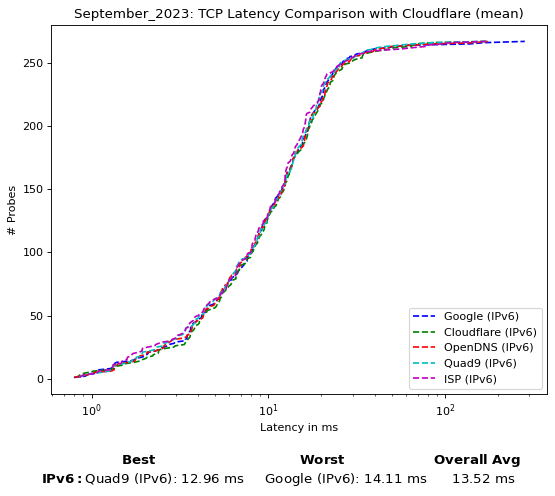 September_2023: TCP Latency Comparison with Cloudflare (mean)
# Probes
250
200
150
100
50
0
Google (IPv6)
Cloudflare (IPv6)
OpenDNS (IPv6)
Quad9 (IPv6)
ISP (IPv6)
10⁰ 10¹ 10²
Latency in ms
Best Worst Overall Avg
IPv6: Quad9 (IPv6): 12.96 ms Google (IPv6): 14.11 ms 13.52 ms